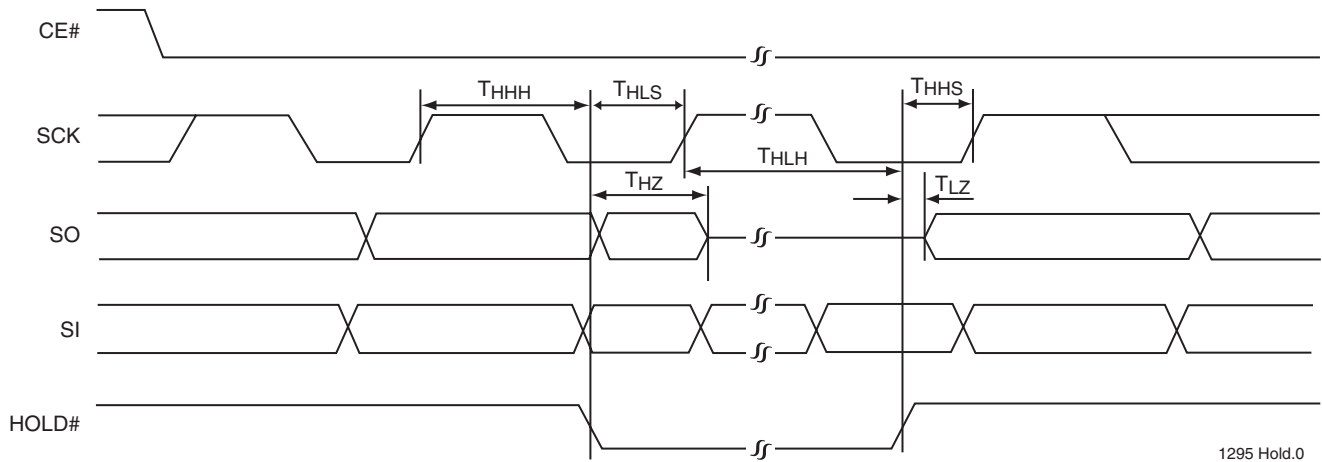 CE#
THHH
THLS
THHS
SCK
THLH
THZ
TLZ
SO
SI
HOLD#
1295 Hold.0